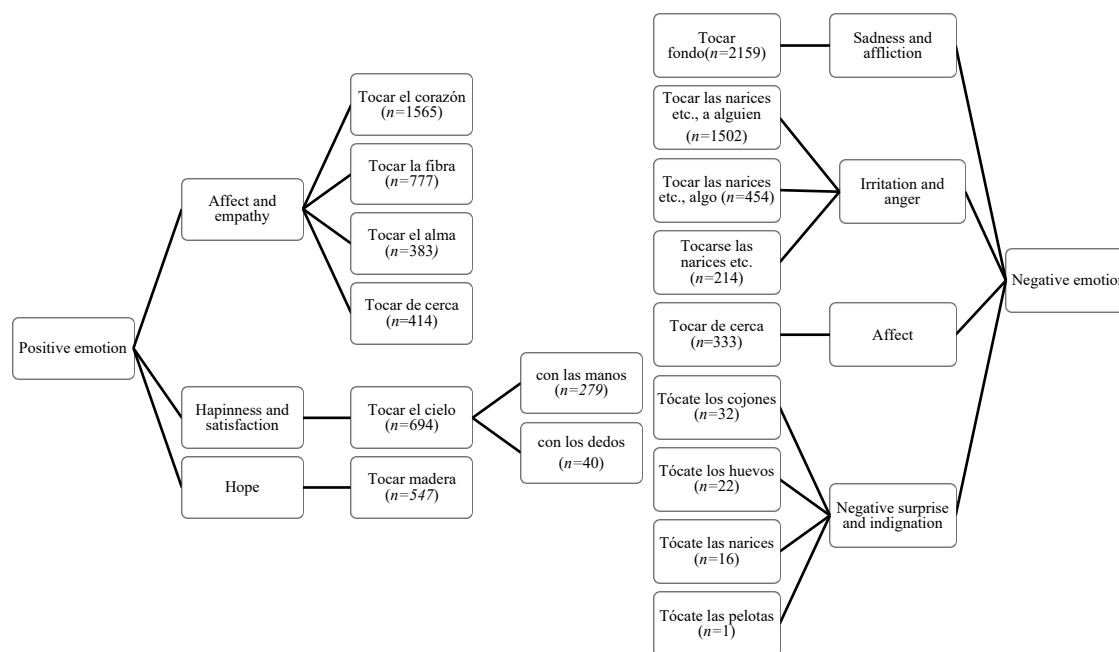 Positive emotion
Affect and
empathy
Hapinness and
satisfaction
Hope
Tocar el corazón
(n=1565)
Tocar la fibra
(n=777)
Tocar el alma
(n=383)
Tocar de cerca
(n=414)
Tocar el cielo
(n=694)
Tocar madera
(n=547)
con las manos
(n=279)
con los dedos
(n=40)
Tocar
fondo(n=2159)
Tocar las narices
etc., a alguien
(n=1502)
Tocar las narices
etc., algo (n=454)
Tocarse las
narices etc.
(n=214)
Tocar de cerca
(n=333)
Tócate los cojones
(n=32)
Tócate los huevos
(n=22)
Tócate las narices
(n=16)
Tócate las pelotas
(n=1)
Sadness and
affliction
Irritation and
anger
Affect
Negative surprise
and indignation
Negative emotion